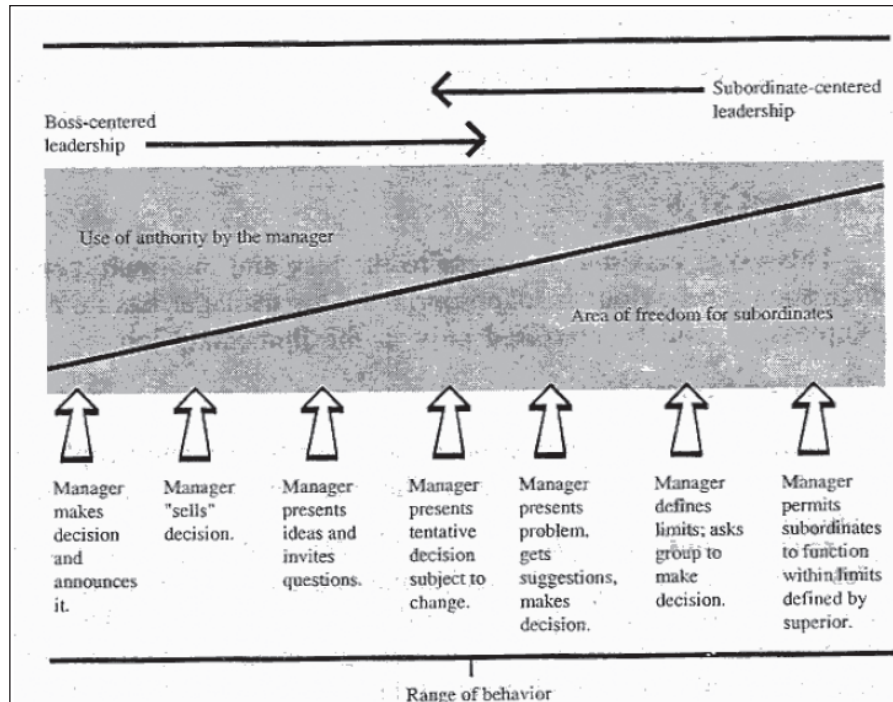 Subordinate-centered
leadership
Boss-centered
leadership
Use of authority by the manager
Area of freedom for subordinates
Manager
makes
decision
and
announces
it.
Manager
"sells"
decision.
Manager
presents
ideas and
invites
questions.
Manager
presents
tentative
decision
subject to
change.
Manager
presents
problem,
gets
suggestions,
makes
decision.
Manager
defines
limits; asks
group to
make
decision.
Manager
permits
subordinates
to function
within limits
defined by
superior.
Range of behavior